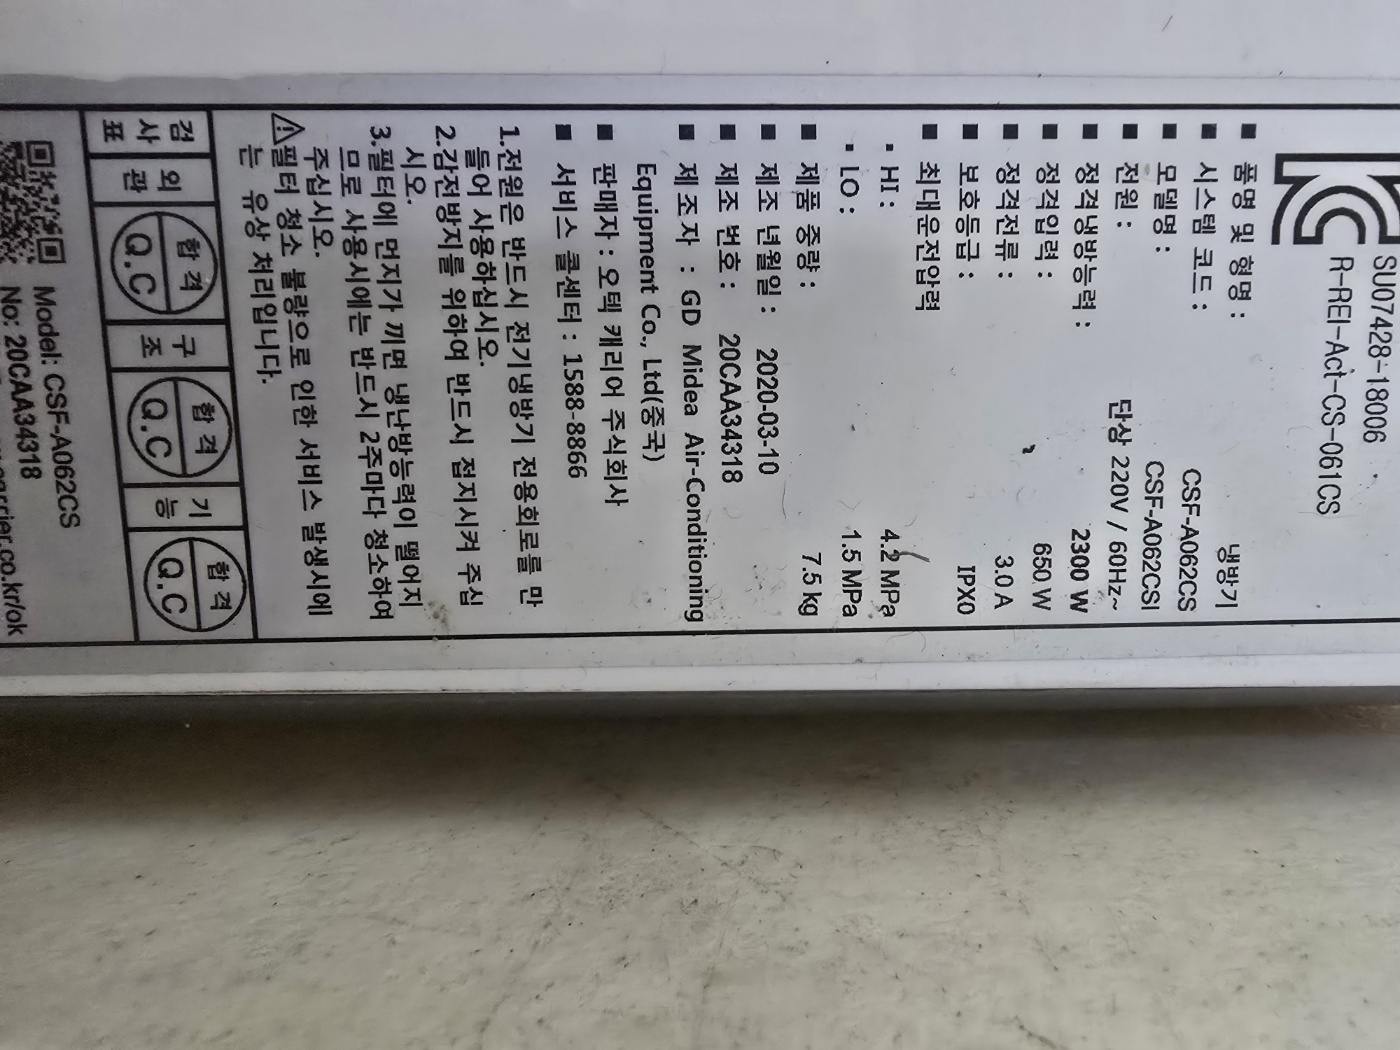 SU07428-18006
R-REI-Act-CS-061CS
■ 품명 및 형명 : 냉방기
■ 시스템 코드 : CSF-A062CS
■ 모델명 : CSF-A062CSI
■ 전원 : 단상 220V / 60Hz~
■ 정격냉방능력 : 2300 W
■ 정격입력 : 650 W
■ 정격전류 : 3.0 A
■ 보호등급 : IPX0
■ 최대운전압력
· HI : 4.2 MPa
· LO : 1.5 MPa
■ 제품 중량 : 7.5 kg
■ 제조 년월일 : 2020-03-10
■ 제조 번호 : 20CAA34318
■ 제 조 자 : GD Midea Air-Conditioning
Equipment Co., Ltd(중국)
■ 판매자 : 오텍 캐리어 주식회사
■ 서비스 콜센터 : 1588-8866
1.전원은 반드시 전기냉방기 전용회로를 만
들어 사용하십시오.
2.감전방지를 위하여 반드시 접지시켜 주십
시오.
3.필터에 먼지가 끼면 냉난방능력이 떨어지
므로 사용시에는 반드시 2주마다 청소하여
주십시오.
⚠필터 청소 불량으로 인한 서비스 발생시에
는 유상 처리입니다.
검사표 외관 합격 Q.C 구조 합격 Q.C 기능 합격 Q.C
Model: CSF-A062CS
No: 20CAA34318
carrier.co.kr/ok